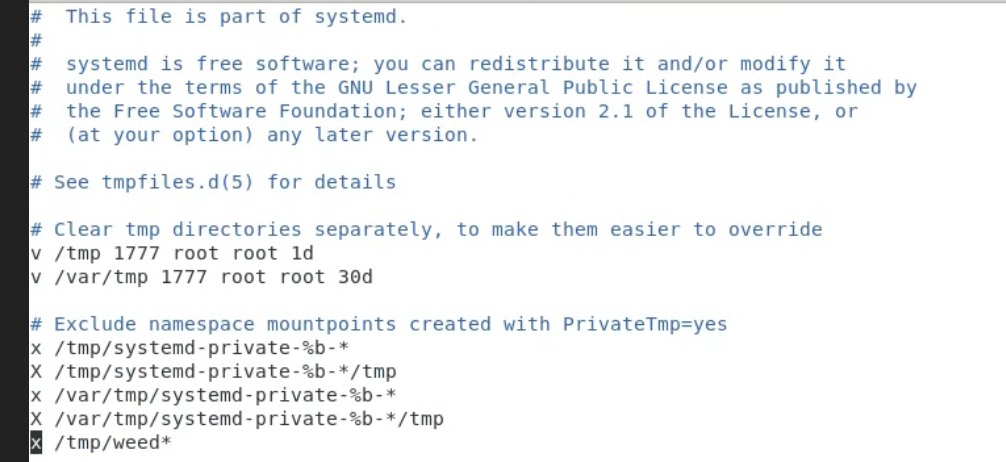 #  This file is part of systemd.
#
#  systemd is free software; you can redistribute it and/or modify it
#  under the terms of the GNU Lesser General Public License as published by
#  the Free Software Foundation; either version 2.1 of the License, or
#  (at your option) any later version.

# See tmpfiles.d(5) for details

# Clear tmp directories separately, to make them easier to override
v /tmp 1777 root root 1d
v /var/tmp 1777 root root 30d

# Exclude namespace mountpoints created with PrivateTmp=yes
x /tmp/systemd-private-%b-*
X /tmp/systemd-private-%b-*/tmp
x /var/tmp/systemd-private-%b-*
X /var/tmp/systemd-private-%b-*/tmp
x /tmp/weed*